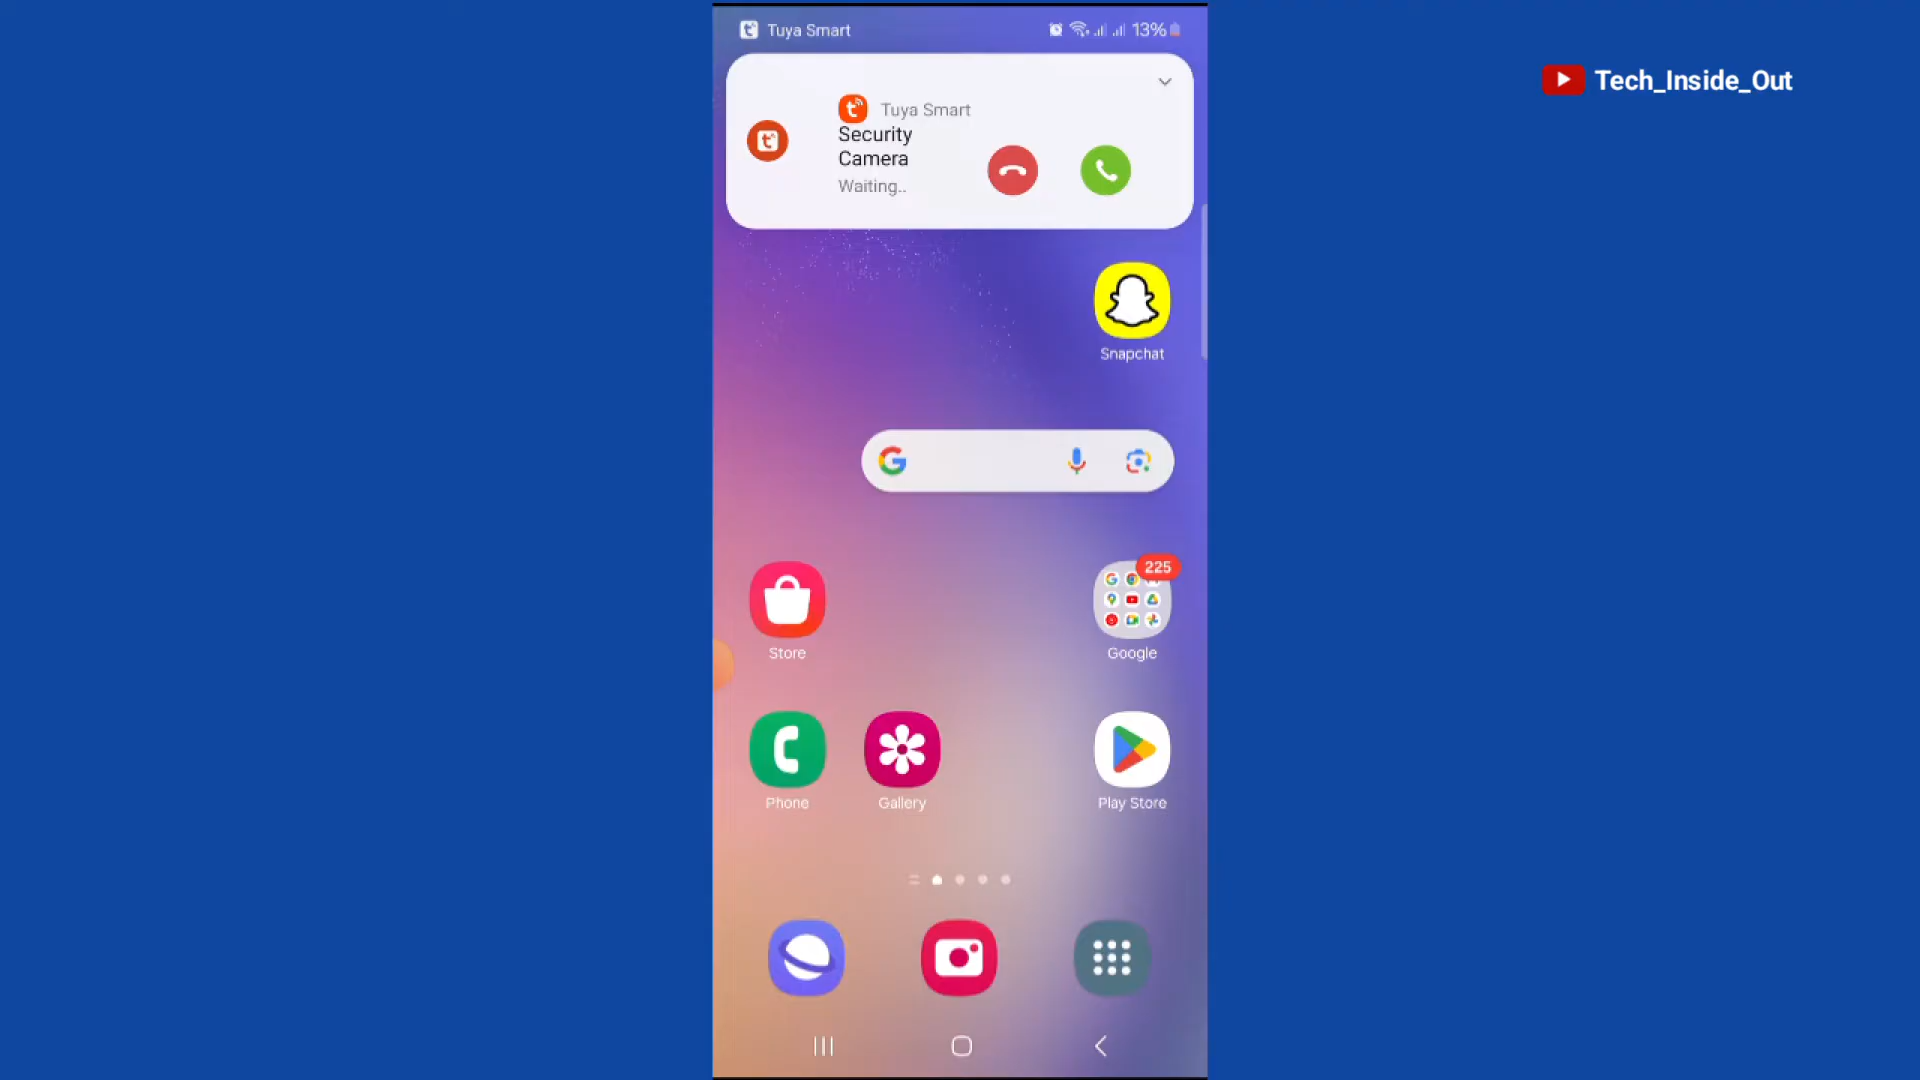 Tuya Smart
13%
Tech_Inside_Out
Tuya Smart
Security
Camera
Waiting..
Snapchat
225
Store
Google
Phone
Gallery
Play Store